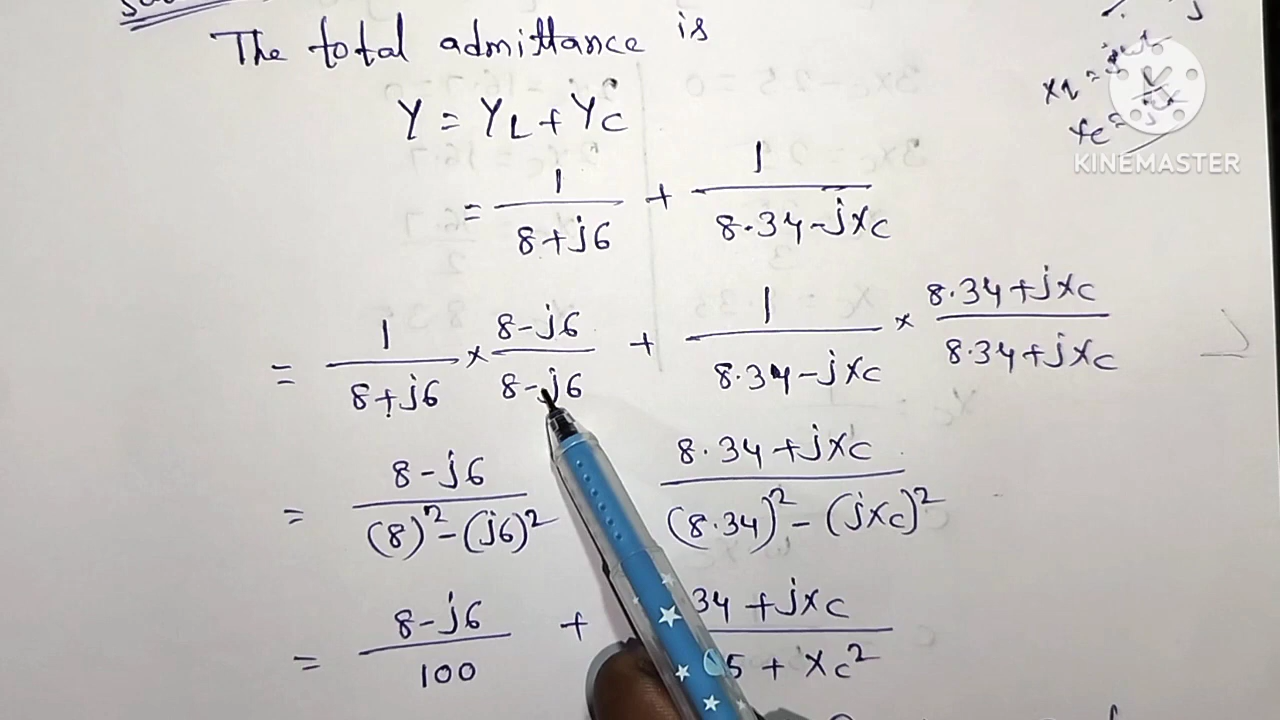 The total admittance is
Y = YL + YC
= 1/(8+j6) + 1/(8.34-jXC)
= 1/(8+j6) × (8-j6)/(8-j6) + 1/(8.34-jXC) × (8.34+jXC)/(8.34+jXC)
= (8-j6)/((8)²-(j6)²) (8.34+jXC)/((8.34)²-(jXC)²)
= (8-j6)/100 + 34+jXC / 5+XC²
KINEMASTER